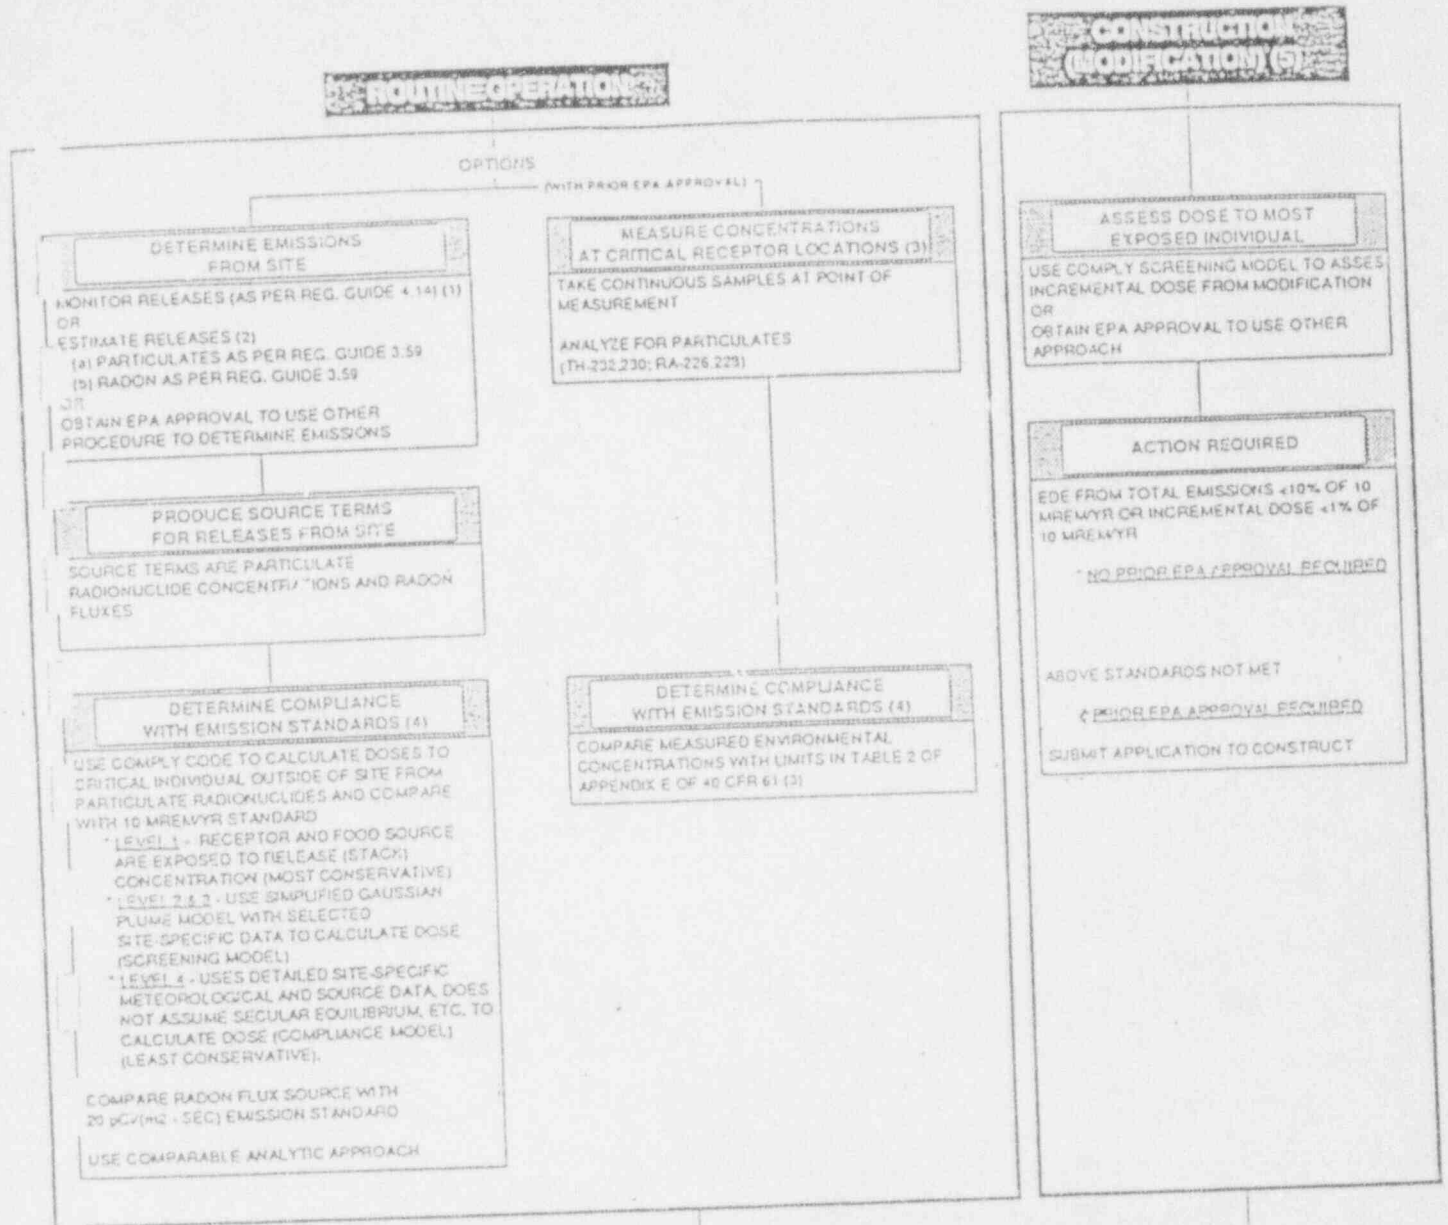 ROUTINE OPERATION
OPTIONS
(WITH PRIOR EPA APPROVAL)
DETERMINE EMISSIONS
FROM SITE
MONITOR RELEASES (AS PER REG. GUIDE 4.14) (1)
OR
ESTIMATE RELEASES (2)
(a) PARTICULATES AS PER REG. GUIDE 3.59
(b) RADON AS PER REG. GUIDE 3.59
OR
OBTAIN EPA APPROVAL TO USE OTHER
PROCEDURE TO DETERMINE EMISSIONS
PRODUCE SOURCE TERMS
FOR RELEASES FROM SITE
SOURCE TERMS ARE PARTICULATE
RADIONUCLIDE CONCENTRATIONS AND RADON
FLUXES
DETERMINE COMPLIANCE
WITH EMISSION STANDARDS (4)
USE COMPLY CODE TO CALCULATE DOSES TO
CRITICAL INDIVIDUAL OUTSIDE OF SITE FROM
PARTICULATE RADIONUCLIDES AND COMPARE
WITH 10 MREM/YR STANDARD
* LEVEL 1 - RECEPTOR AND FOOD SOURCE
ARE EXPOSED TO RELEASE (STACK)
CONCENTRATION (MOST CONSERVATIVE)
* LEVEL 2 & 3 - USE SIMPLIFIED GAUSSIAN
PLUME MODEL WITH SELECTED
SITE-SPECIFIC DATA TO CALCULATE DOSE
(SCREENING MODEL)
* LEVEL 4 - USES DETAILED SITE-SPECIFIC
METEOROLOGICAL AND SOURCE DATA, DOES
NOT ASSUME SECULAR EQUILIBRIUM, ETC. TO
CALCULATE DOSE (COMPLIANCE MODEL)
(LEAST CONSERVATIVE).
COMPARE RADON FLUX SOURCE WITH
20 pCi/(m2 - SEC) EMISSION STANDARD
USE COMPARABLE ANALYTIC APPROACH
MEASURE CONCENTRATIONS
AT CRITICAL RECEPTOR LOCATIONS (3)
TAKE CONTINUOUS SAMPLES AT POINT OF
MEASUREMENT
ANALYZE FOR PARTICULATES
(TH-232,230; RA-226,228)
DETERMINE COMPLIANCE
WITH EMISSION STANDARDS (4)
COMPARE MEASURED ENVIRONMENTAL
CONCENTRATIONS WITH LIMITS IN TABLE 2 OF
APPENDIX E OF 40 CFR 61 (3)
CONSTRUCTION
(MODIFICATION) (5)
ASSESS DOSE TO MOST
EXPOSED INDIVIDUAL
USE COMPLY SCREENING MODEL TO ASSES
INCREMENTAL DOSE FROM MODIFICATION
OR
OBTAIN EPA APPROVAL TO USE OTHER
APPROACH
ACTION REQUIRED
EDE FROM TOTAL EMISSIONS <10% OF 10
MREM/YR OR INCREMENTAL DOSE <1% OF
10 MREM/YR
* NO PRIOR EPA APPROVAL REQUIRED
ABOVE STANDARDS NOT MET
PRIOR EPA APPROVAL REQUIRED
SUBMIT APPLICATION TO CONSTRUCT